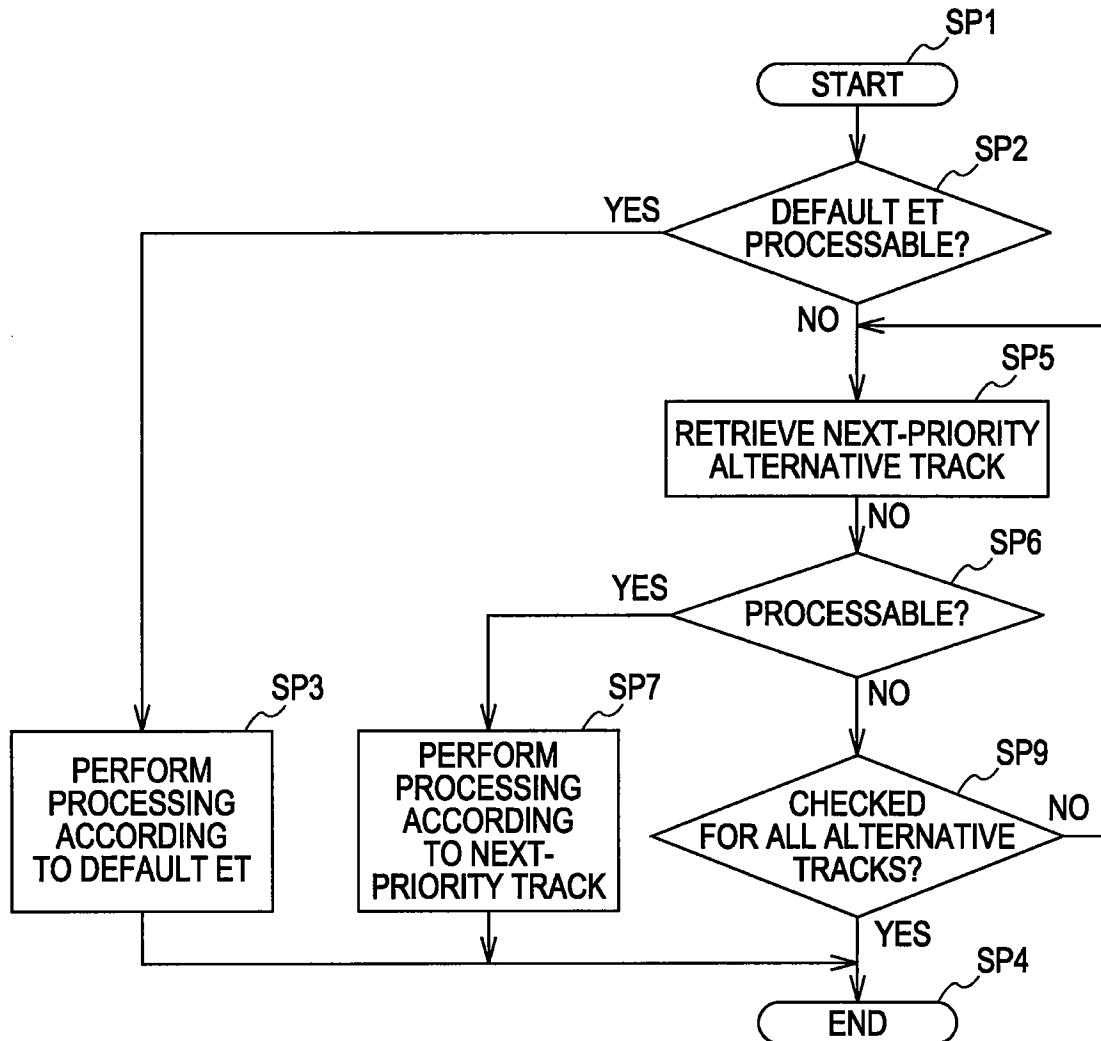 SP1
START
SP2
DEFAULT ET
PROCESSABLE?
YES
NO
SP5
RETRIEVE NEXT-PRIORITY
ALTERNATIVE TRACK
NO
SP6
PROCESSABLE?
YES
NO
SP3
PERFORM
PROCESSING
ACCORDING
TO DEFAULT ET
SP7
PERFORM
PROCESSING
ACCORDING
TO NEXT-
PRIORITY TRACK
SP9
CHECKED
FOR ALL ALTERNATIVE
TRACKS?
NO
YES
SP4
END